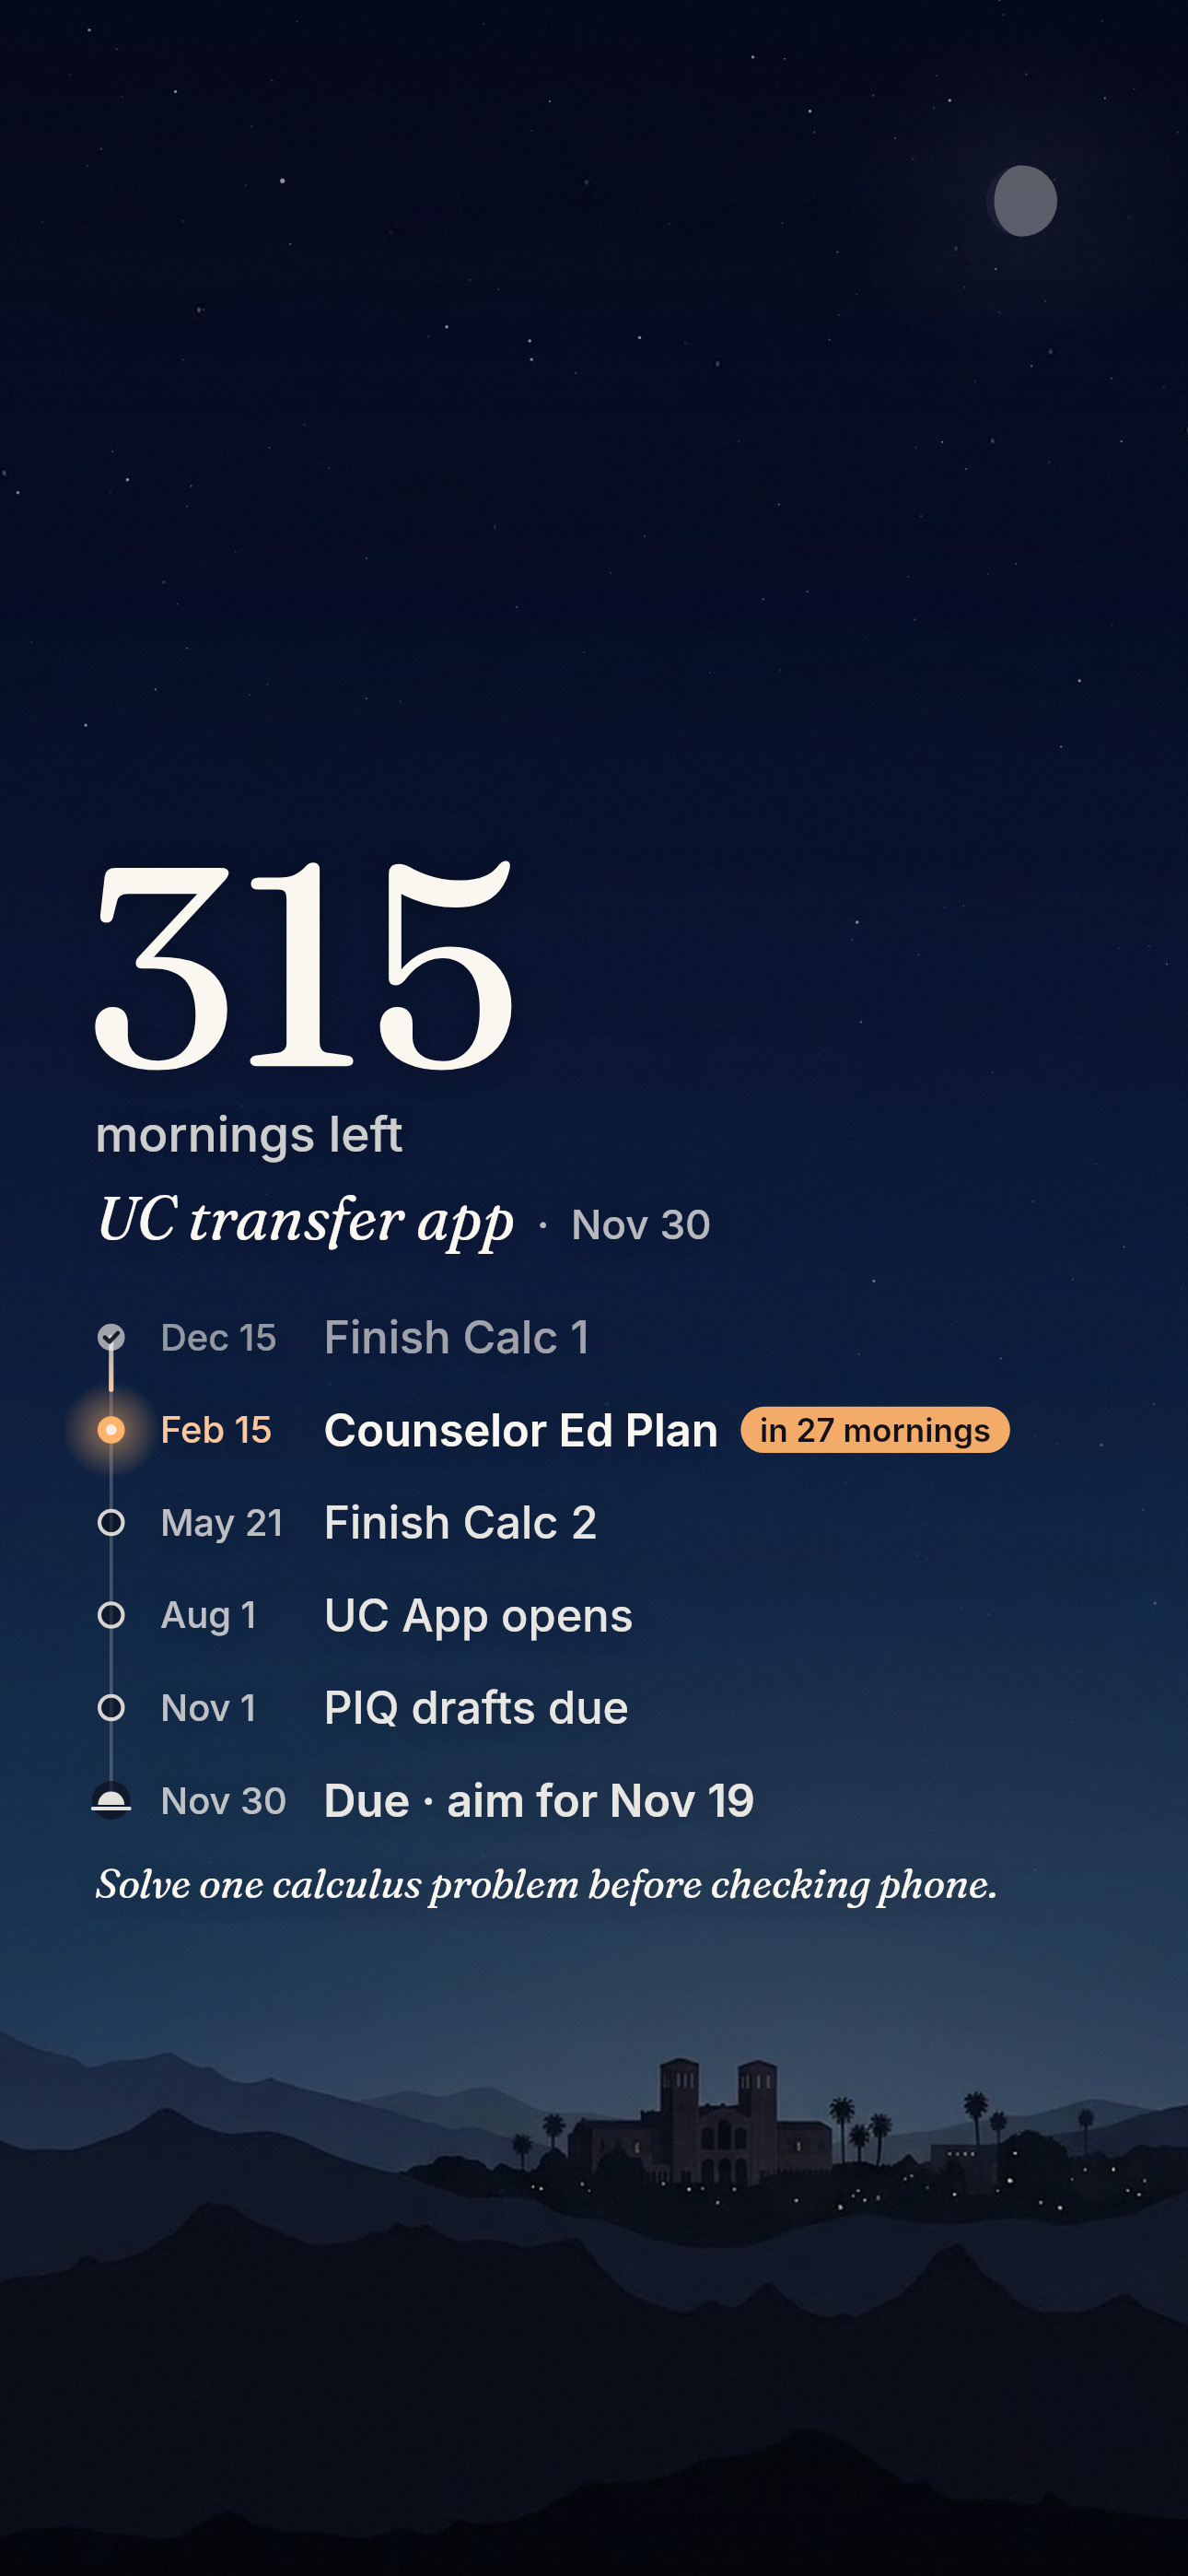 315
mornings left
UC transfer app · Nov 30
Dec 15 Finish Calc 1
Feb 15 Counselor Ed Plan in 27 mornings
May 21 Finish Calc 2
Aug 1 UC App opens
Nov 1 PIQ drafts due
Nov 30 Due · aim for Nov 19
Solve one calculus problem before checking phone.